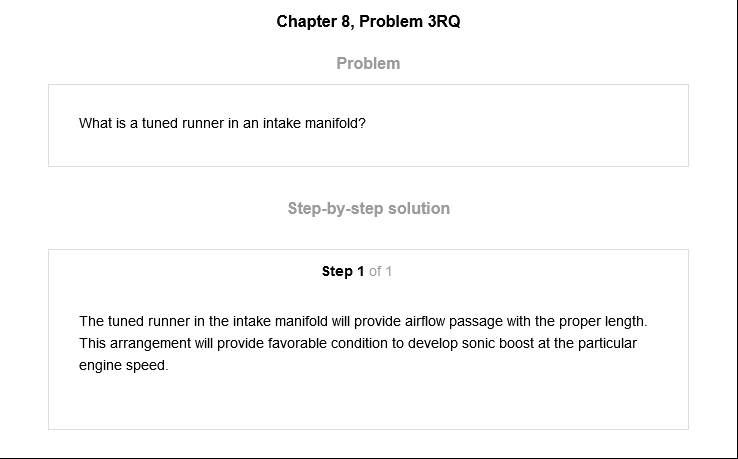 Chapter 8, Problem 3RQ
Problem
What is a tuned runner in an intake manifold?
Step-by-step solution
Step 1 of 1
The tuned runner in the intake manifold will provide airflow passage with the proper length.
This arrangement will provide favorable condition to develop sonic boost at the particular
engine speed.